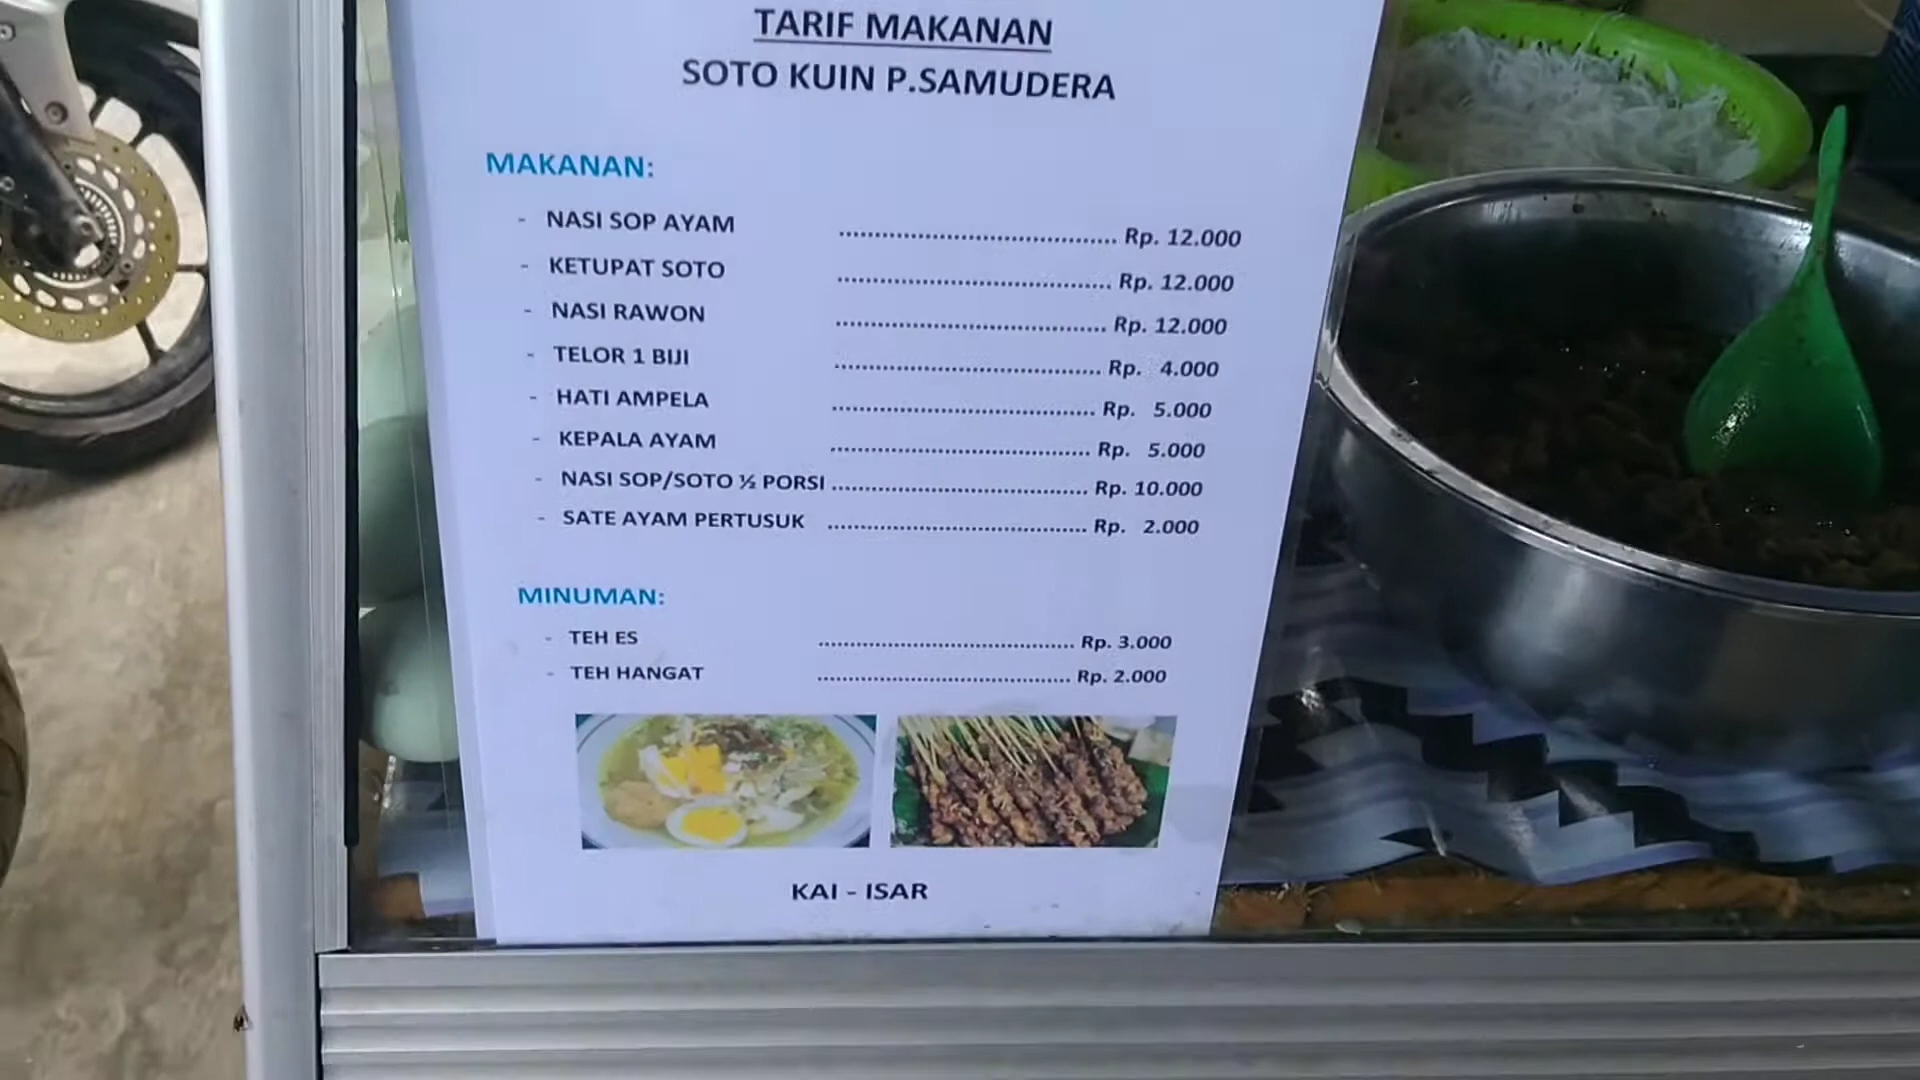 TARIF MAKANAN
SOTO KUIN P.SAMUDERA
MAKANAN:
- NASI SOP AYAM ........................................ Rp. 12.000
- KETUPAT SOTO ........................................ Rp. 12.000
- NASI RAWON ........................................ Rp. 12.000
- TELOR 1 BIJI ........................................ Rp. 4.000
- HATI AMPELA ........................................ Rp. 5.000
- KEPALA AYAM ........................................ Rp. 5.000
- NASI SOP/SOTO ½ PORSI ........................................ Rp. 10.000
- SATE AYAM PERTUSUK ........................................ Rp. 2.000
MINUMAN:
- TEH ES ........................................ Rp. 3.000
- TEH HANGAT ........................................ Rp. 2.000
KAI - ISAR